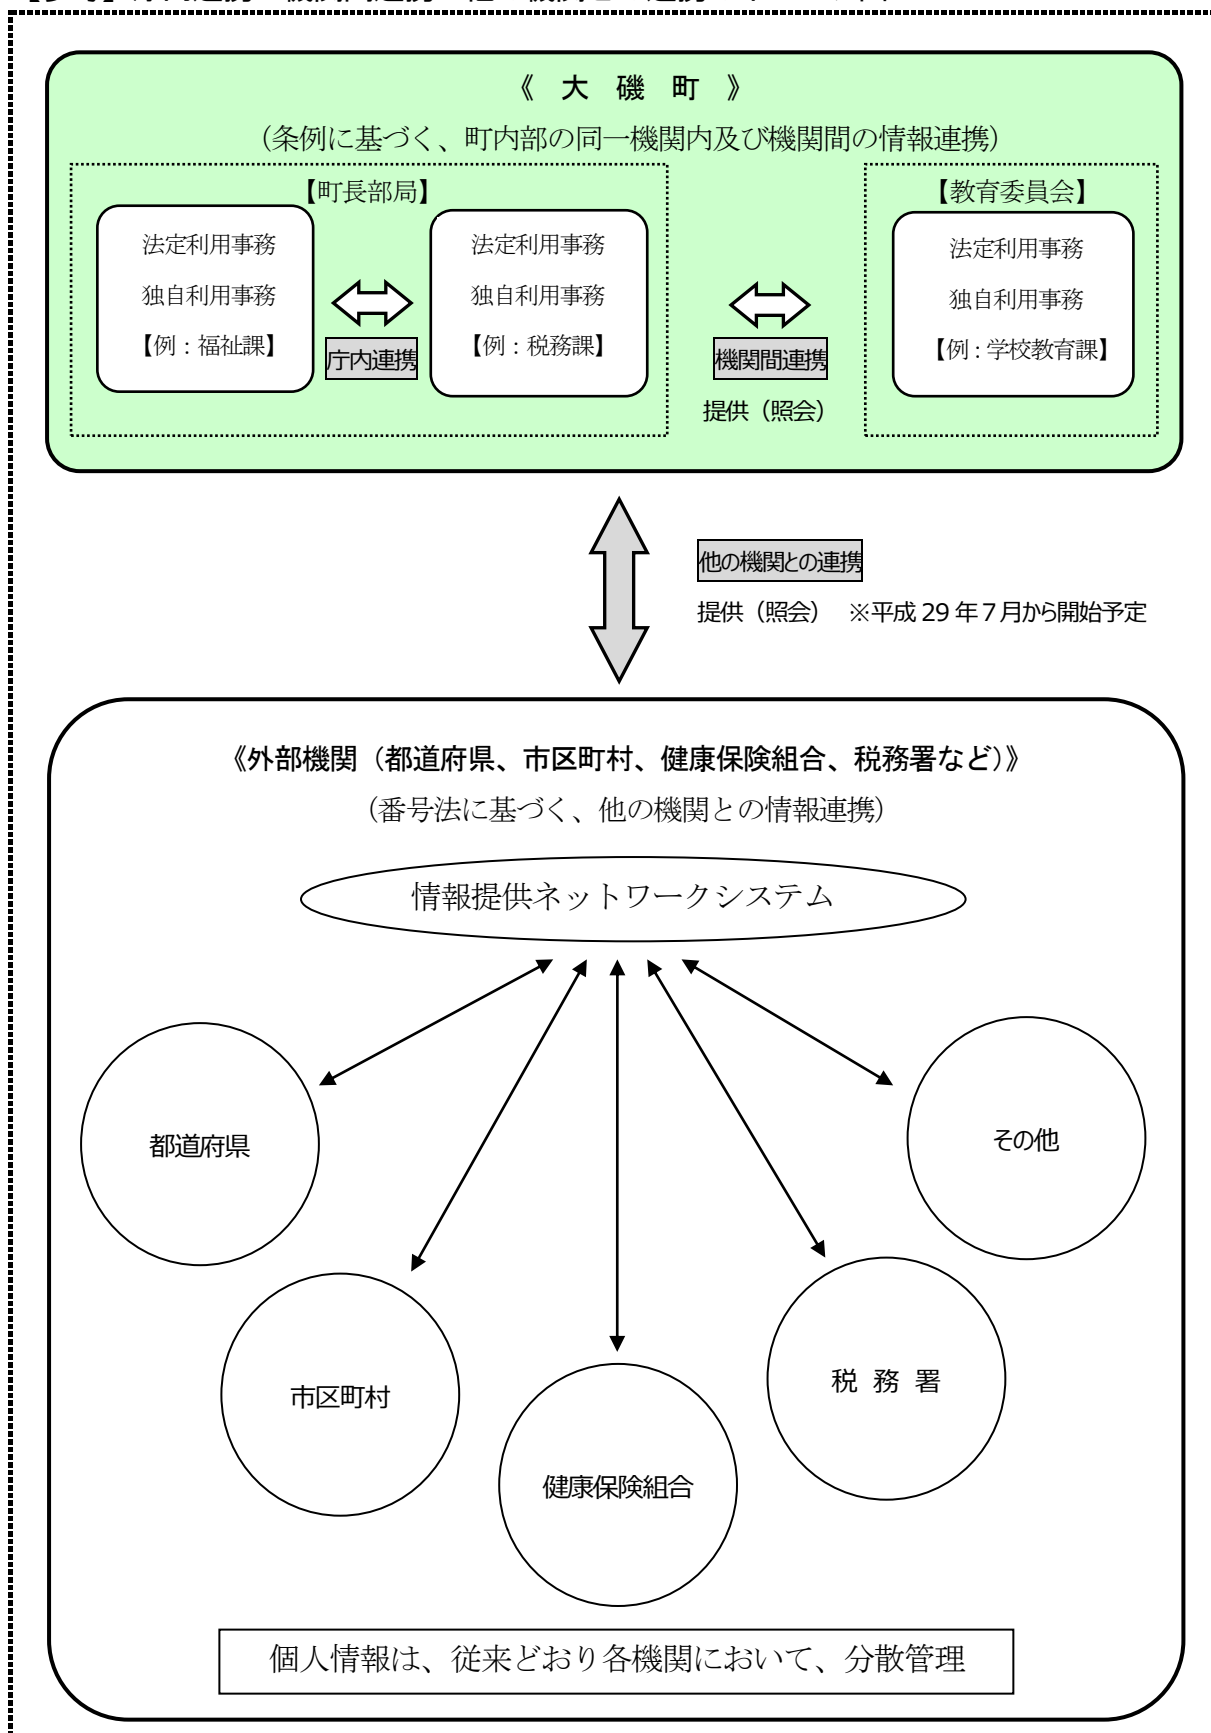 《 大 磯 町 》
（条例に基づく、町内部の同一機関内及び機関間の情報連携）
【町長部局】
法定利用事務
独自利用事務
【例：福祉課】
庁内連携
法定利用事務
独自利用事務
【例：税務課】
機関間連携
提供（照会）
【教育委員会】
法定利用事務
独自利用事務
【例：学校教育課】
他の機関との連携
提供（照会） ※平成 29 年７月から開始予定
《外部機関（都道府県、市区町村、健康保険組合、税務署など）》
（番号法に基づく、他の機関との情報連携）
情報提供ネットワークシステム
都道府県
市区町村
健康保険組合
税 務 署
その他
個人情報は、従来どおり各機関において、分散管理